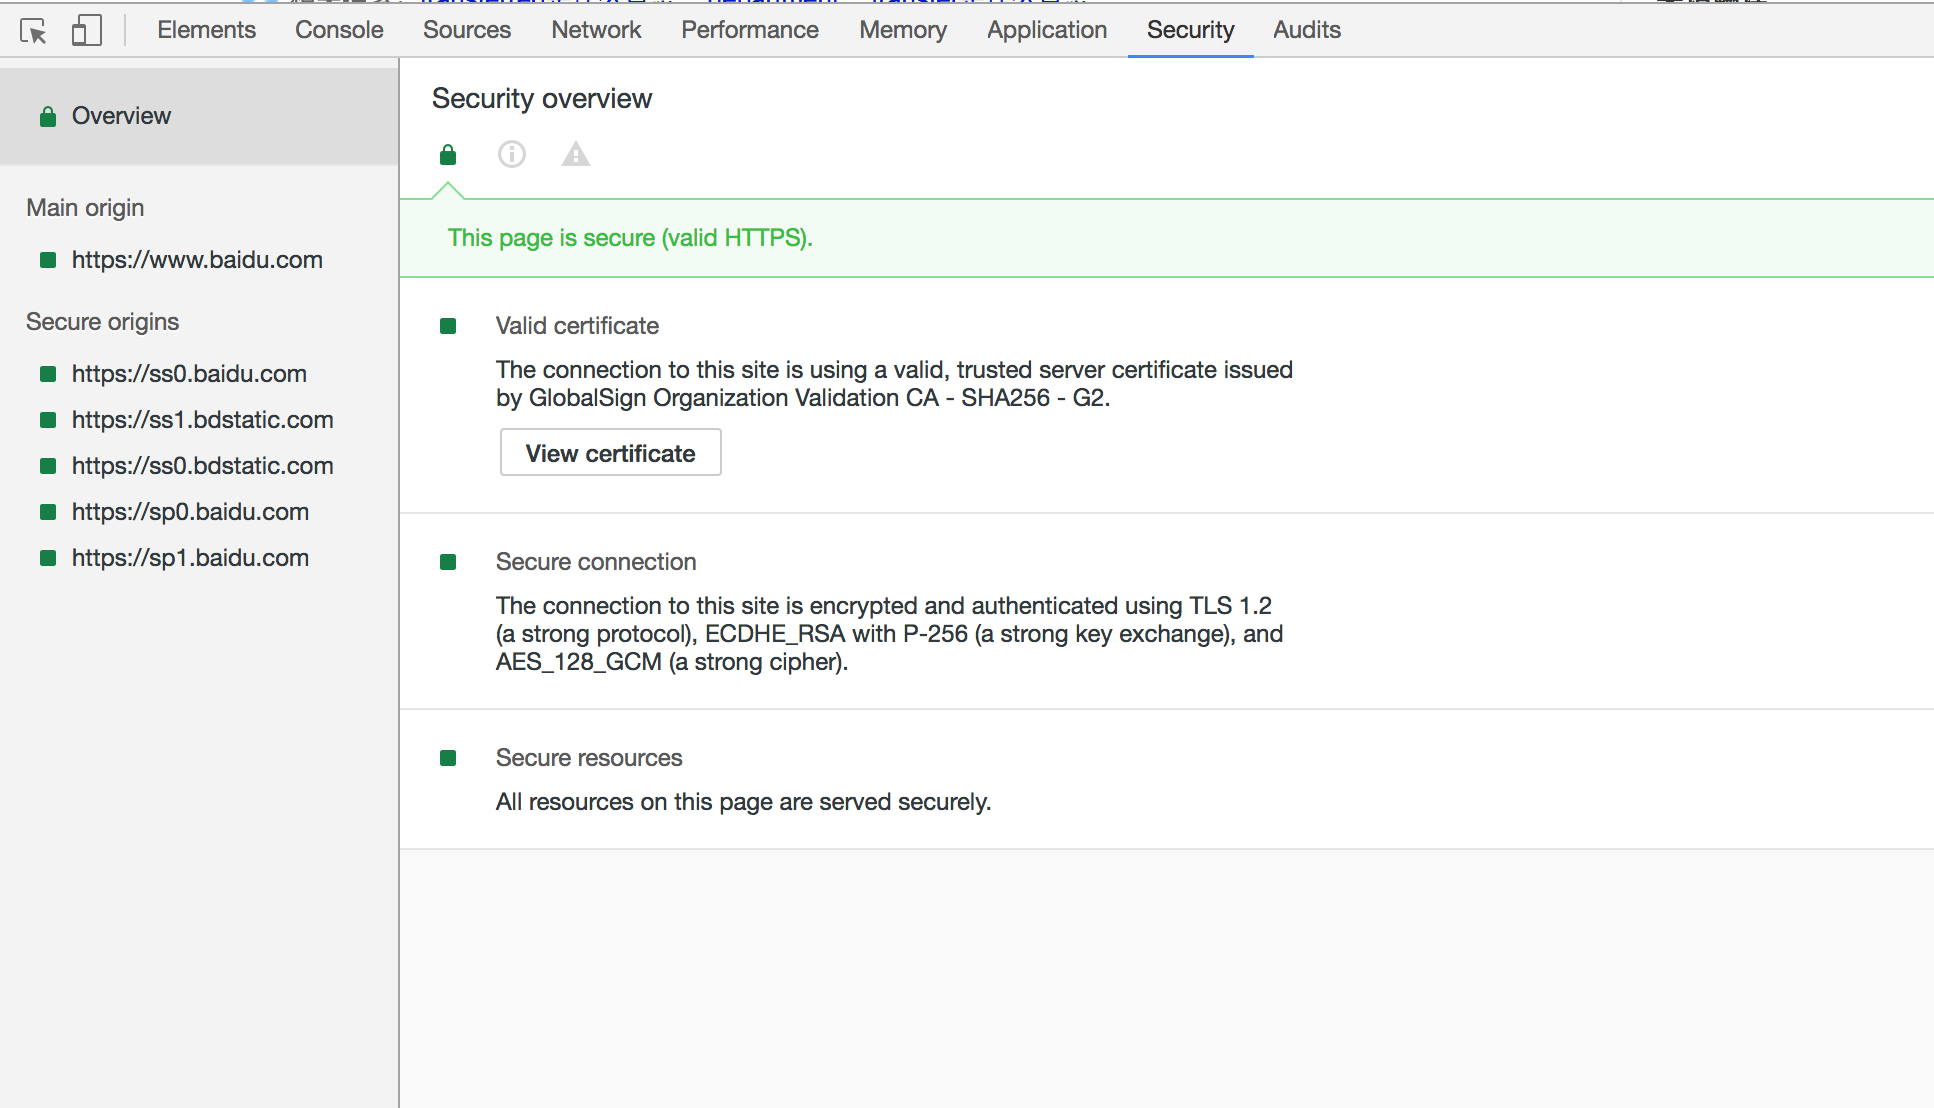 Elements Console Sources Network Performance Memory Application Security Audits
Overview
Main origin
https://www.baidu.com
Secure origins
https://ss0.baidu.com
https://ss1.bdstatic.com
https://ss0.bdstatic.com
https://sp0.baidu.com
https://sp1.baidu.com
Security overview
This page is secure (valid HTTPS).
Valid certificate
The connection to this site is using a valid, trusted server certificate issued
by GlobalSign Organization Validation CA - SHA256 - G2.
View certificate
Secure connection
The connection to this site is encrypted and authenticated using TLS 1.2
(a strong protocol), ECDHE_RSA with P-256 (a strong key exchange), and
AES_128_GCM (a strong cipher).
Secure resources
All resources on this page are served securely.